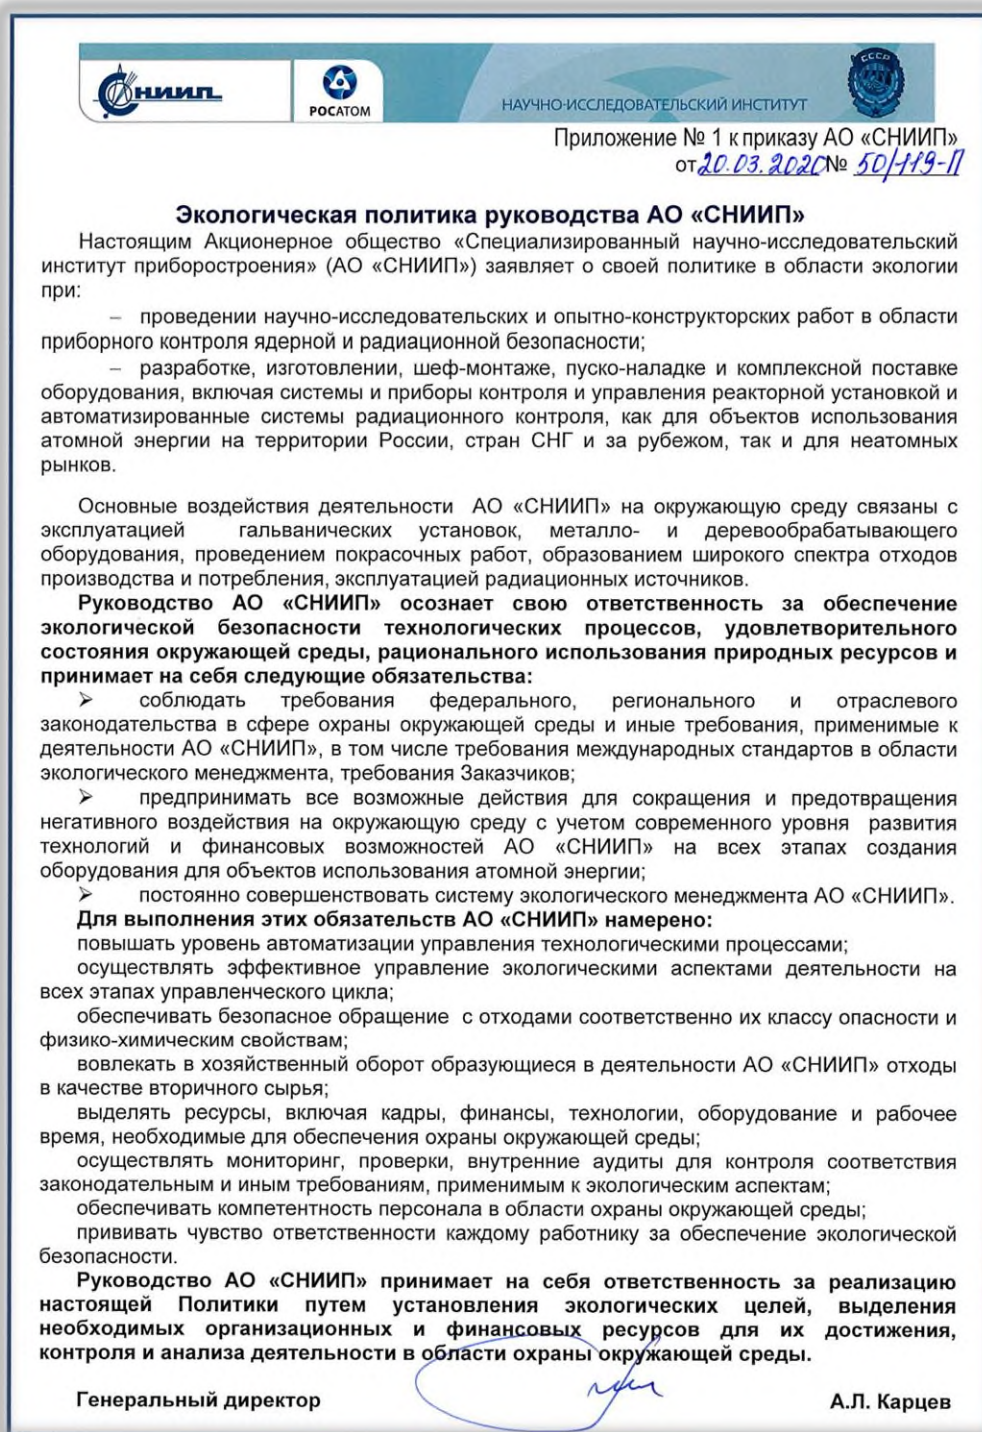 СНИИП
РОСАТОМ
НАУЧНО-ИССЛЕДОВАТЕЛЬСКИЙ ИНСТИТУТ
СССР
Приложение № 1 к приказу АО «СНИИП»
от 20.03.2020 № 50/119-П
Экологическая политика руководства АО «СНИИП»
Настоящим Акционерное общество «Специализированный научно-исследовательский
институт приборостроения» (АО «СНИИП») заявляет о своей политике в области экологии
при:
– проведении научно-исследовательских и опытно-конструкторских работ в области
приборного контроля ядерной и радиационной безопасности;
– разработке, изготовлении, шеф-монтаже, пуско-наладке и комплексной поставке
оборудования, включая системы и приборы контроля и управления реакторной установкой и
автоматизированные системы радиационного контроля, как для объектов использования
атомной энергии на территории России, стран СНГ и за рубежом, так и для неатомных
рынков.
Основные воздействия деятельности АО «СНИИП» на окружающую среду связаны с
эксплуатацией гальванических установок, металло- и деревообрабатывающего
оборудования, проведением покрасочных работ, образованием широкого спектра отходов
производства и потребления, эксплуатацией радиационных источников.
Руководство АО «СНИИП» осознает свою ответственность за обеспечение
экологической безопасности технологических процессов, удовлетворительного
состояния окружающей среды, рационального использования природных ресурсов и
принимает на себя следующие обязательства:
➢ соблюдать требования федерального, регионального и отраслевого
законодательства в сфере охраны окружающей среды и иные требования, применимые к
деятельности АО «СНИИП», в том числе требования международных стандартов в области
экологического менеджмента, требования Заказчиков;
➢ предпринимать все возможные действия для сокращения и предотвращения
негативного воздействия на окружающую среду с учетом современного уровня развития
технологий и финансовых возможностей АО «СНИИП» на всех этапах создания
оборудования для объектов использования атомной энергии;
➢ постоянно совершенствовать систему экологического менеджмента АО «СНИИП».
Для выполнения этих обязательств АО «СНИИП» намерено:
повышать уровень автоматизации управления технологическими процессами;
осуществлять эффективное управление экологическими аспектами деятельности на
всех этапах управленческого цикла;
обеспечивать безопасное обращение с отходами соответственно их классу опасности и
физико-химическим свойствам;
вовлекать в хозяйственный оборот образующиеся в деятельности АО «СНИИП» отходы
в качестве вторичного сырья;
выделять ресурсы, включая кадры, финансы, технологии, оборудование и рабочее
время, необходимые для обеспечения охраны окружающей среды;
осуществлять мониторинг, проверки, внутренние аудиты для контроля соответствия
законодательным и иным требованиям, применимым к экологическим аспектам;
обеспечивать компетентность персонала в области охраны окружающей среды;
прививать чувство ответственности каждому работнику за обеспечение экологической
безопасности.
Руководство АО «СНИИП» принимает на себя ответственность за реализацию
настоящей Политики путем установления экологических целей, выделения
необходимых организационных и финансовых ресурсов для их достижения,
контроля и анализа деятельности в области охраны окружающей среды.
Генеральный директор А.Л. Карцев